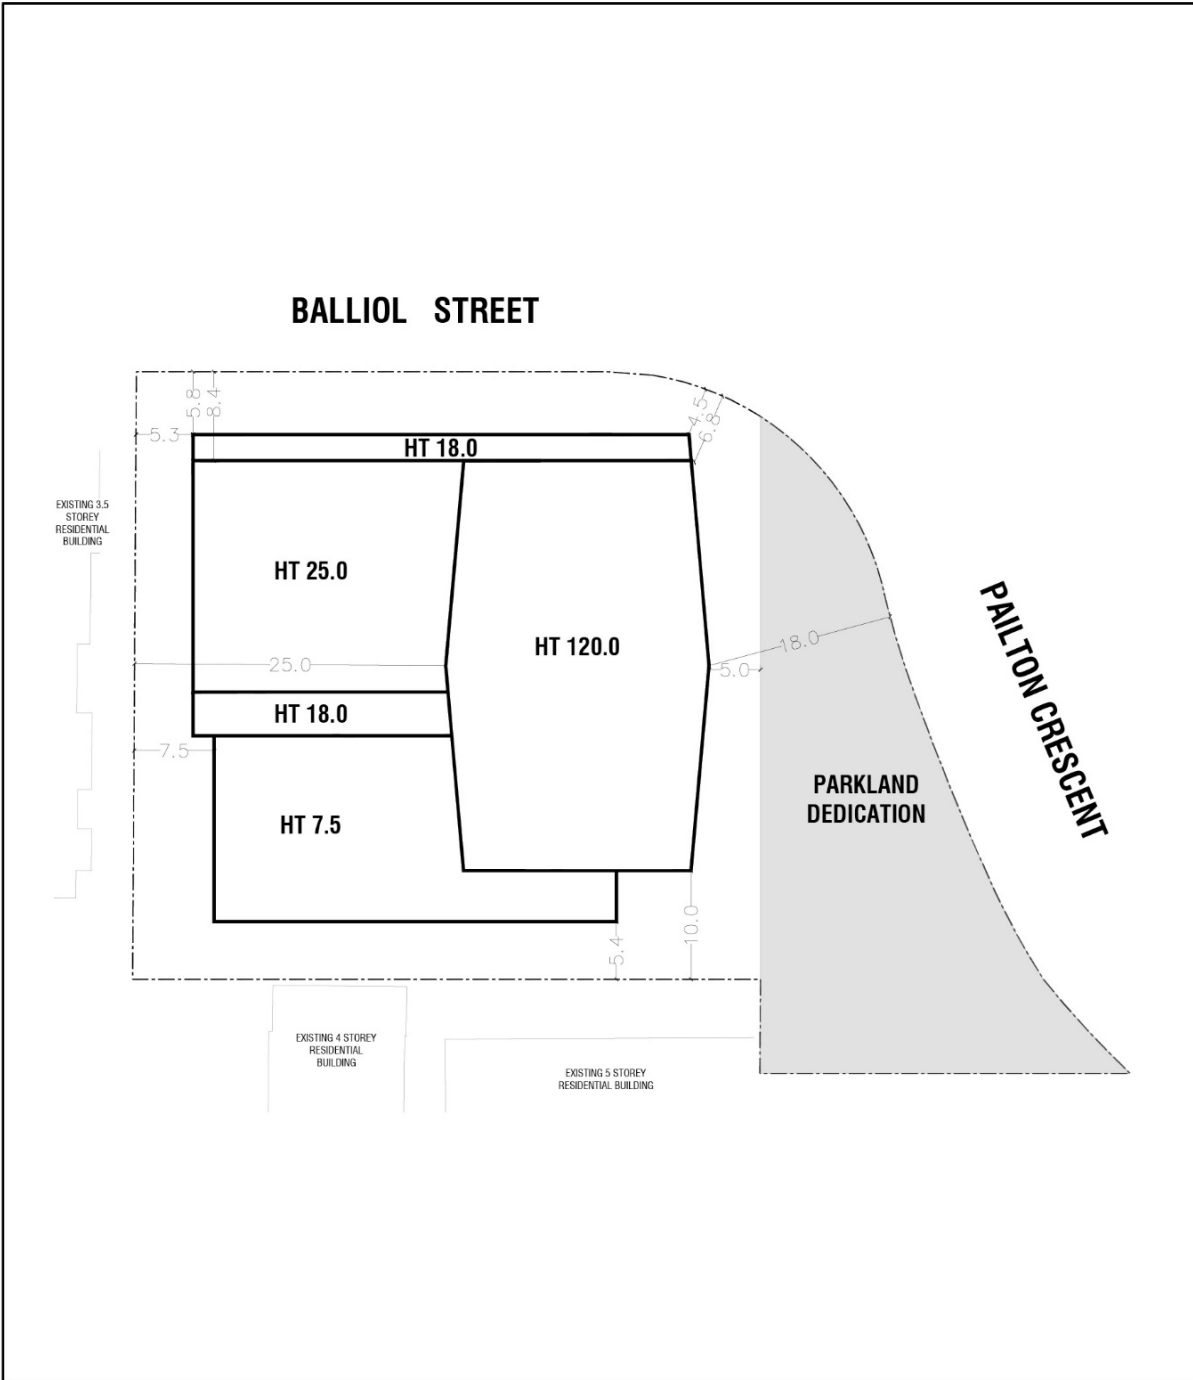 BALLIOL STREET
5.8
8.4
4.5
6.8
5.3
HT 18.0
EXISTING 3.5
STOREY
RESIDENTIAL
BUILDING
HT 25.0
HT 120.0
PAILTON CRESCENT
25.0
5.0
18.0
HT 18.0
7.5
PARKLAND
DEDICATION
HT 7.5
10.0
5.4
EXISTING 4 STOREY
RESIDENTIAL
BUILDING
EXISTING 5 STOREY
RESIDENTIAL BUILDING